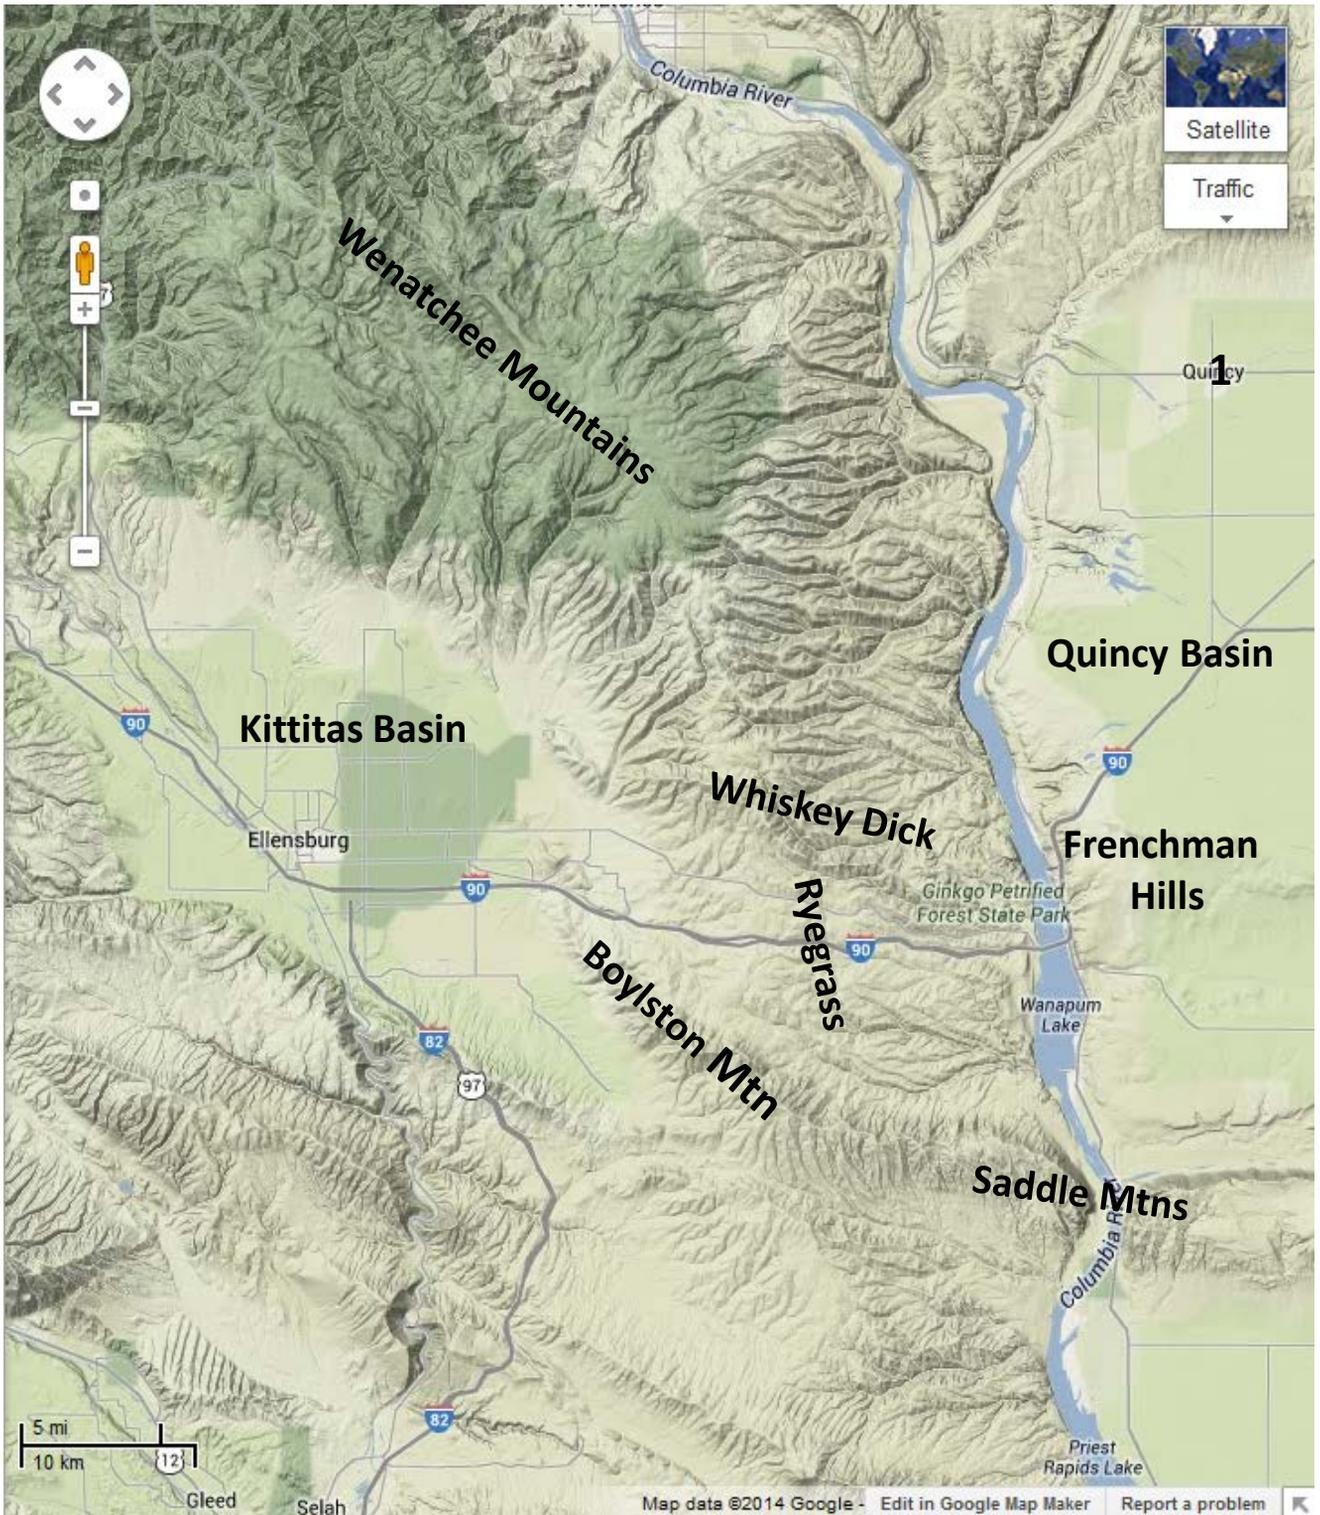 Columbia River
Satellite
Traffic
Wenatchee Mountains
7
1
Quincy
Quincy Basin
90
Kittitas Basin
90
Whiskey Dick
Ellensburg
Frenchman
Hills
90
Ryegrass
Ginkgo Petrified
Forest State Park
90
Boylston Mtn
Wanapum
Lake
82
97
Saddle Mtns
Columbia
82
5 mi
10 km
12
Priest
Rapids Lake
Gleed
Selah
Map data ©2014 Google -
Edit in Google Map Maker
Report a problem